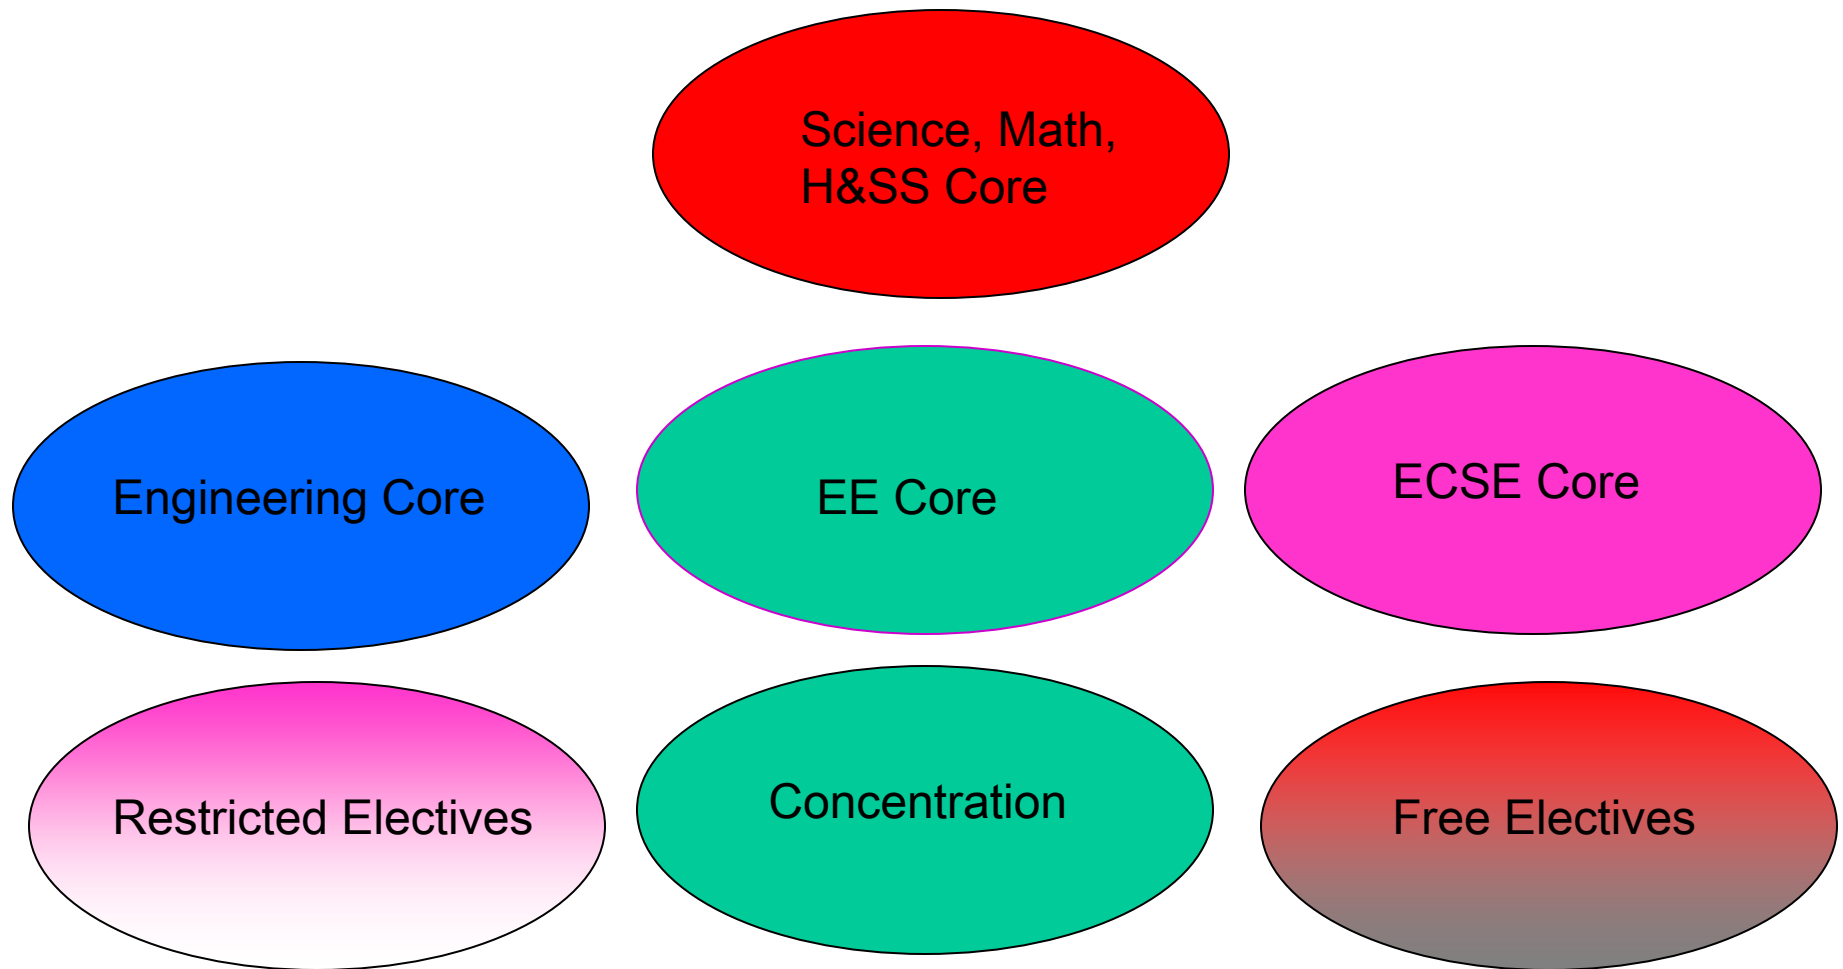 Science, Math,
H&SS Core
Engineering Core
EE Core
ECSE Core
Restricted Electives
Concentration
Free Electives